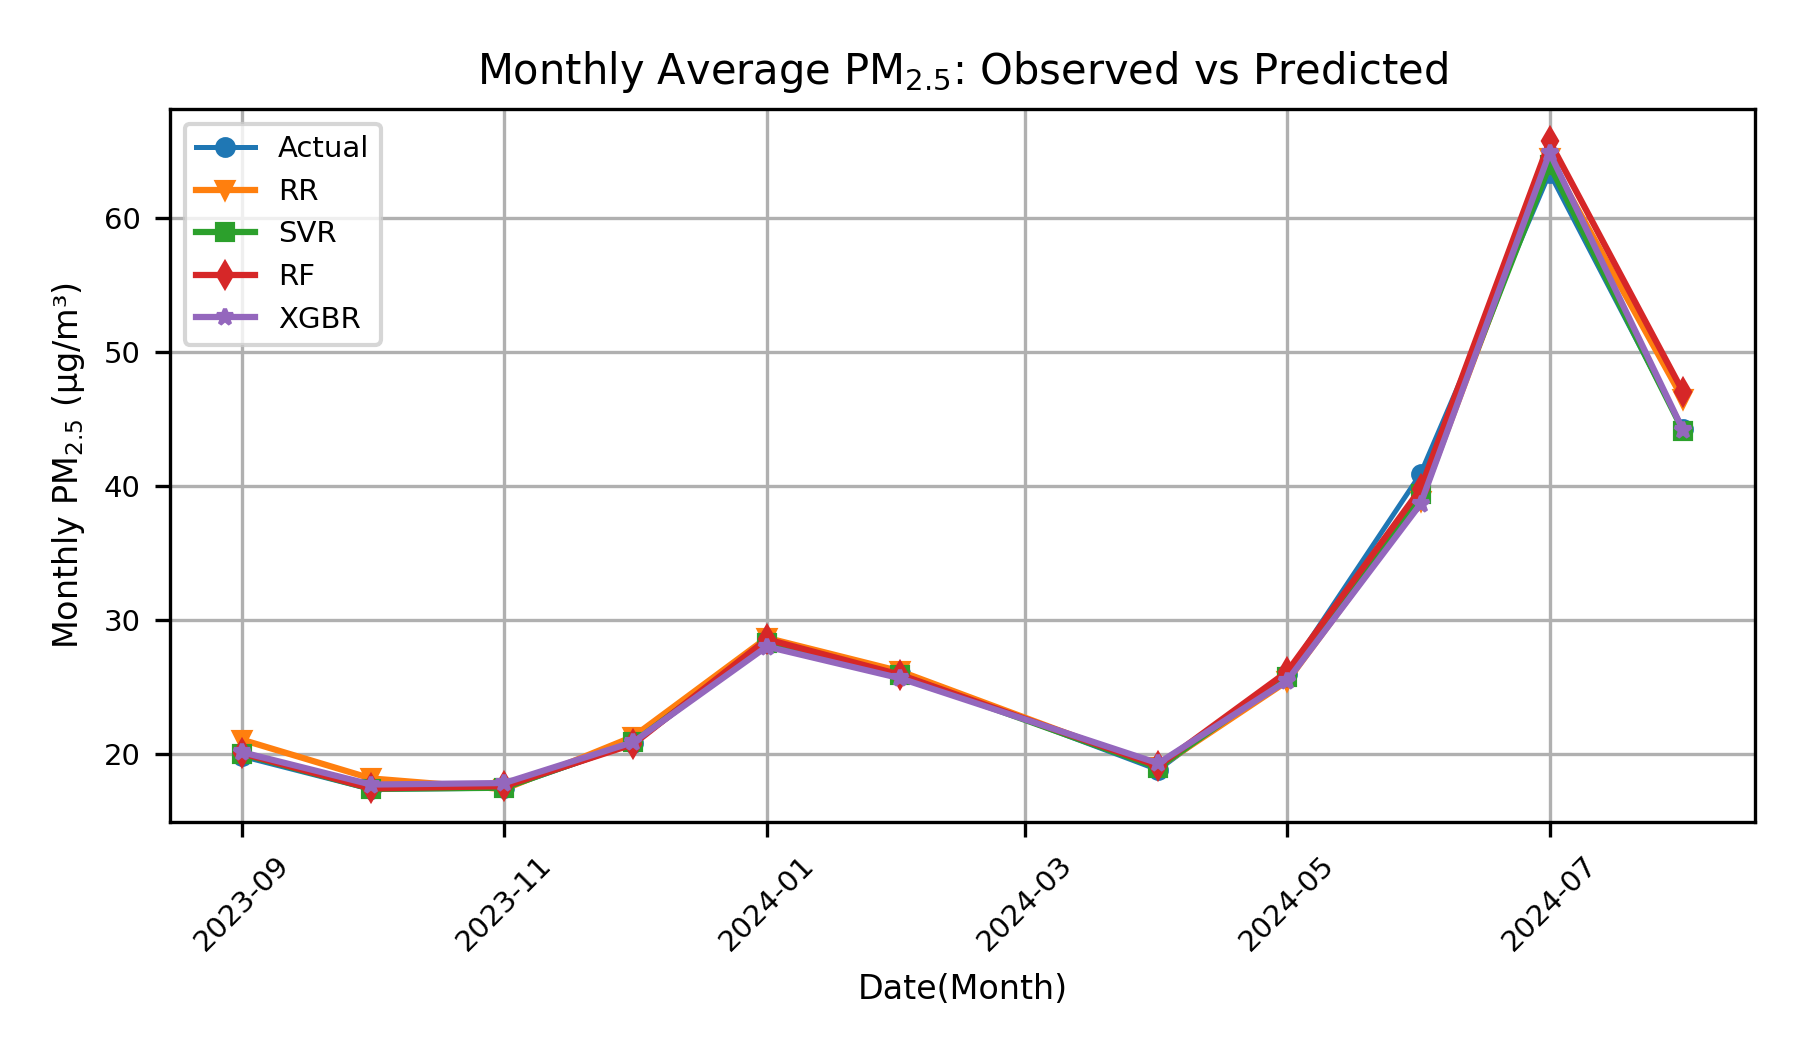 Monthly Average PM₂.₅: Observed vs Predicted
Actual
RR
SVR
RF
XGBR
Monthly PM₂.₅ (µg/m³)
60
50
40
30
20
2023-09
2023-11
2024-01
2024-03
2024-05
2024-07
Date(Month)